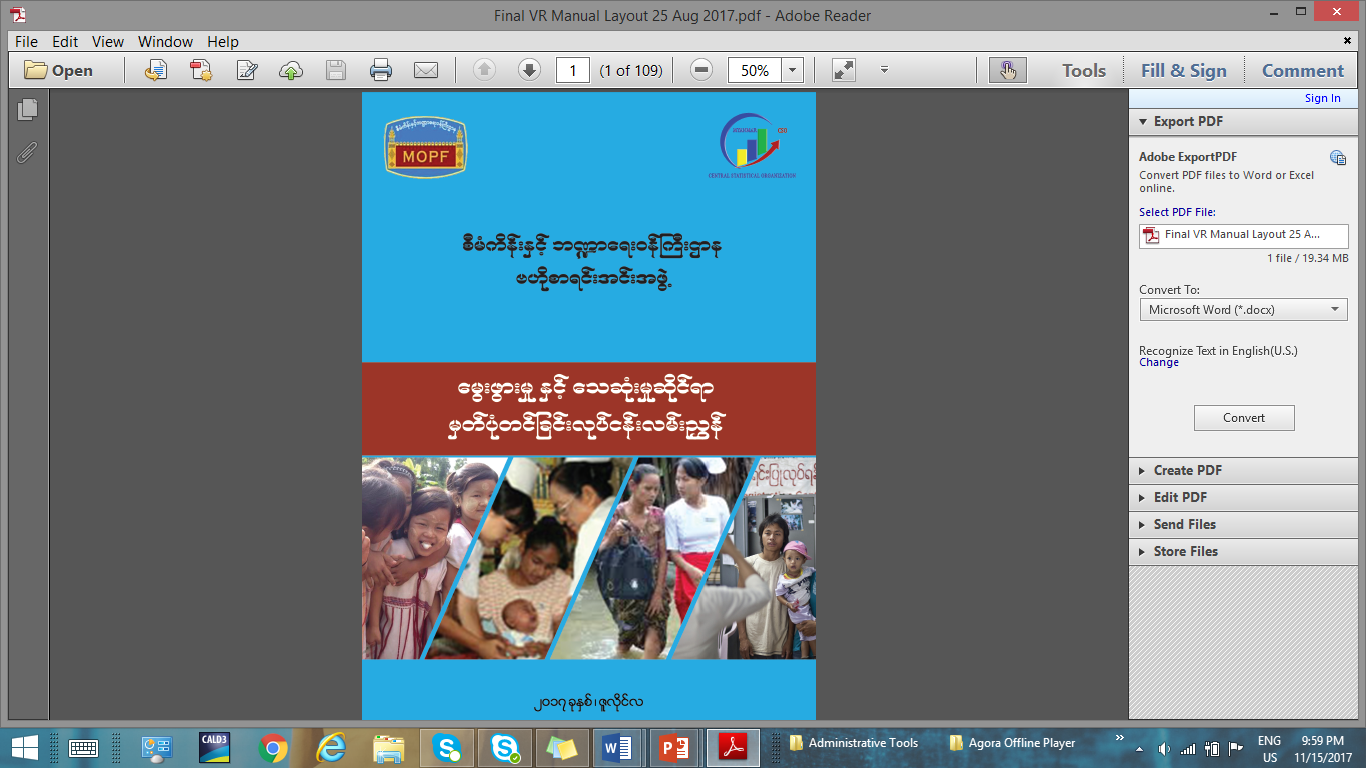 Final VR Manual Layout 25 Aug 2017.pdf - Adobe Reader
File Edit View Window Help
Open 1 (1 of 109) 50% Tools Fill & Sign Comment
Sign In
Export PDF
Adobe ExportPDF
Convert PDF files to Word or Excel
online.
Select PDF File:
Final VR Manual Layout 25 A...
1 file / 19.34 MB
Convert To:
Microsoft Word (*.docx)
Recognize Text in English(U.S.)
Change
Convert
Create PDF
Edit PDF
Send Files
Store Files
MOPF
MYANMAR CSO
CENTRAL STATISTICAL ORGANIZATION
စီမံကိန်းနှင့် ဘဏ္ဍာရေးဝန်ကြီးဌာန
ဗဟိုစာရင်းအင်းအဖွဲ့
မွေးဖွားမှု နှင့် သေဆုံးမှုဆိုင်ရာ
မှတ်ပုံတင်ခြင်းလုပ်ငန်းလမ်းညွှန်
၂၀၁၇ ခုနှစ်၊ ဇူလိုင်လ
CALD3
Administrative Tools
Agora Offline Player
ENG
US
9:59 PM
11/15/2017